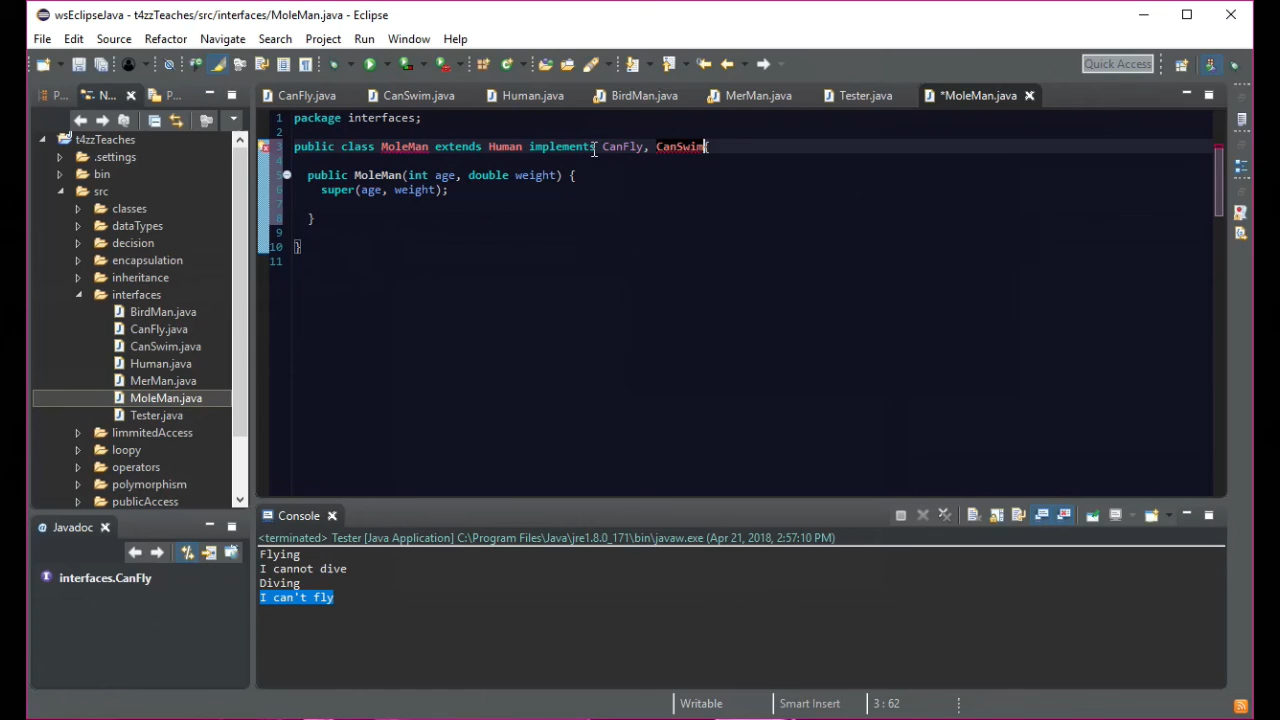 wsEclipseJava - t4zzTeaches/src/interfaces/MoleMan.java - Eclipse
File Edit Source Refactor Navigate Search Project Run Window Help
Quick Access
P... N... P...
CanFly.java CanSwim.java Human.java BirdMan.java MerMan.java Tester.java *MoleMan.java
t4zzTeaches
.settings
bin
src
classes
dataTypes
decision
encapsulation
inheritance
interfaces
BirdMan.java
CanFly.java
CanSwim.java
Human.java
MerMan.java
MoleMan.java
Tester.java
limmitedAccess
loopy
operators
polymorphism
publicAccess
1 package interfaces;
2
3 public class MoleMan extends Human implements CanFly, CanSwim{
4
5 public MoleMan(int age, double weight) {
6 super(age, weight);
7
8 }
9
10 }
11
Javadoc
interfaces.CanFly
Console
<terminated> Tester [Java Application] C:\Program Files\Java\jre1.8.0_171\bin\javaw.exe (Apr 21, 2018, 2:57:10 PM)
Flying
I cannot dive
Diving
I can't fly
Writable Smart Insert 3 : 62